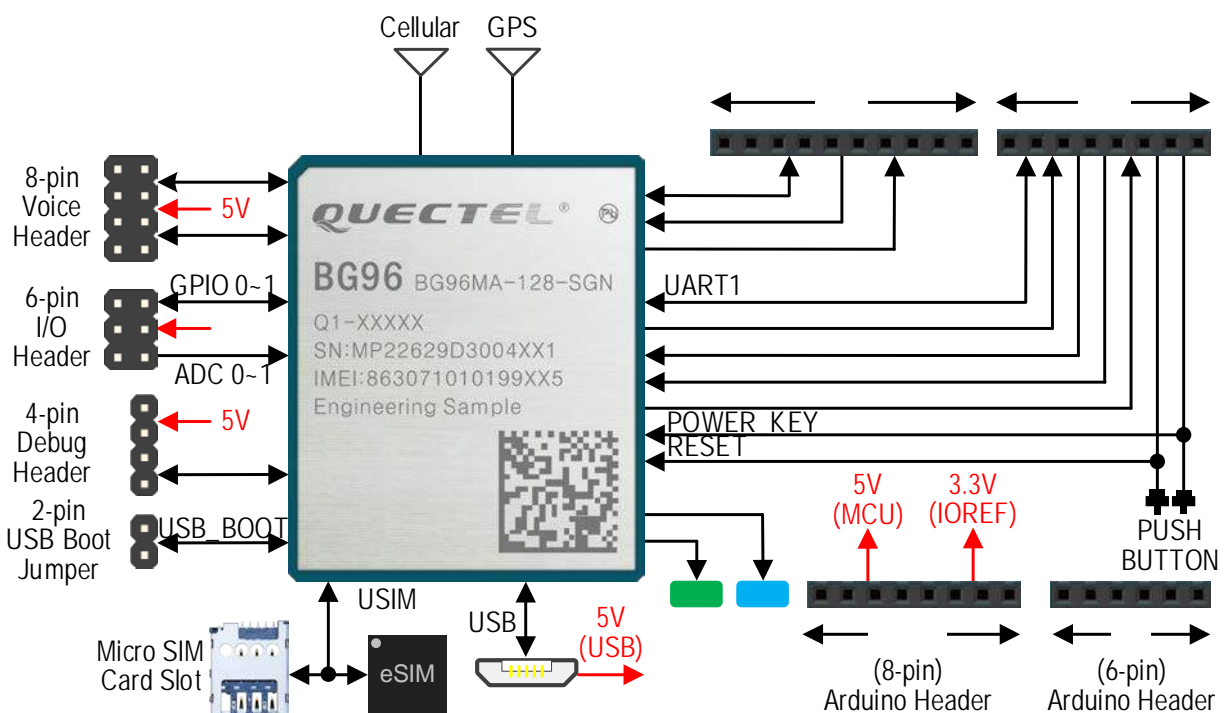 Cellular
GPS
8-pin
Voice
Header
5V
6-pin
I/O
Header
GPIO 0~1
ADC 0~1
4-pin
Debug
Header
5V
2-pin
USB Boot
Jumper
USB_BOOT
QUECTEL®
Pb
BG96 BG96MA-128-SGN
Q1-XXXXX
SN:MP22629D3004XX1
IMEI:863071010199XX5
Engineering Sample
UART1
POWER_KEY
RESET
5V
(MCU)
3.3V
(IOREF)
PUSH
BUTTON
USIM
USB
5V
(USB)
Micro SIM
Card Slot
eSIM
(8-pin)
Arduino Header
(6-pin)
Arduino Header